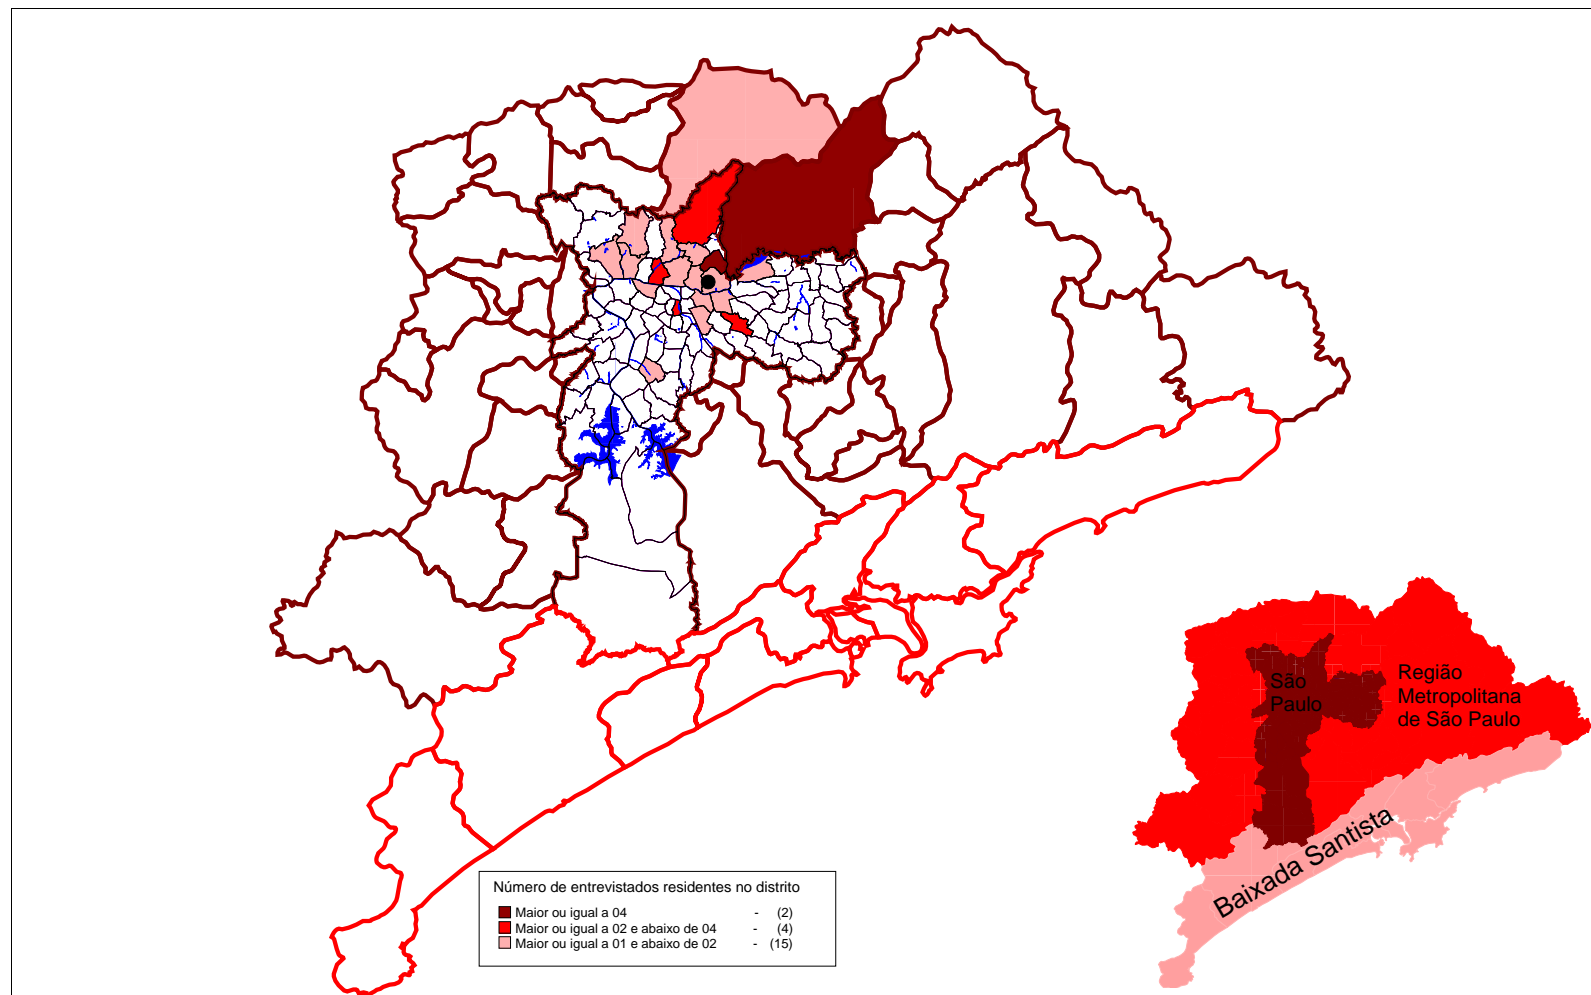 São
Paulo
Região
Metropolitana
de São Paulo
Baixada Santista
Número de entrevistados residentes no distrito
Maior ou igual a 04 - (2)
Maior ou igual a 02 e abaixo de 04 - (4)
Maior ou igual a 01 e abaixo de 02 - (15)